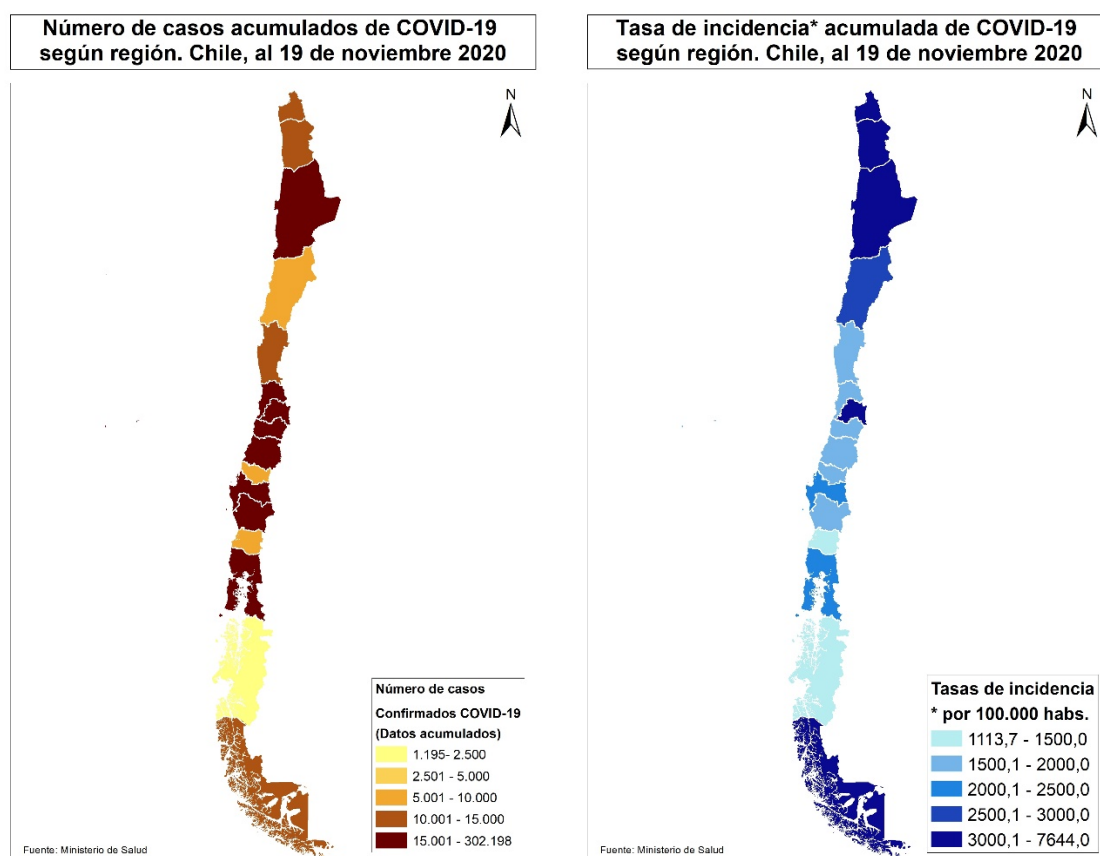 Número de casos acumulados de COVID-19
según región. Chile, al 19 de noviembre 2020
N
Número de casos
Confirmados COVID-19
(Datos acumulados)
1.195- 2.500
2.501 - 5.000
5.001 - 10.000
10.001 - 15.000
15.001 - 302.198
Fuente: Ministerio de Salud
Tasa de incidencia* acumulada de COVID-19
según región. Chile, al 19 de noviembre 2020
N
Tasas de incidencia
* por 100.000 habs.
1113,7 - 1500,0
1500,1 - 2000,0
2000,1 - 2500,0
2500,1 - 3000,0
3000,1 - 7644,0
Fuente: Ministerio de Salud